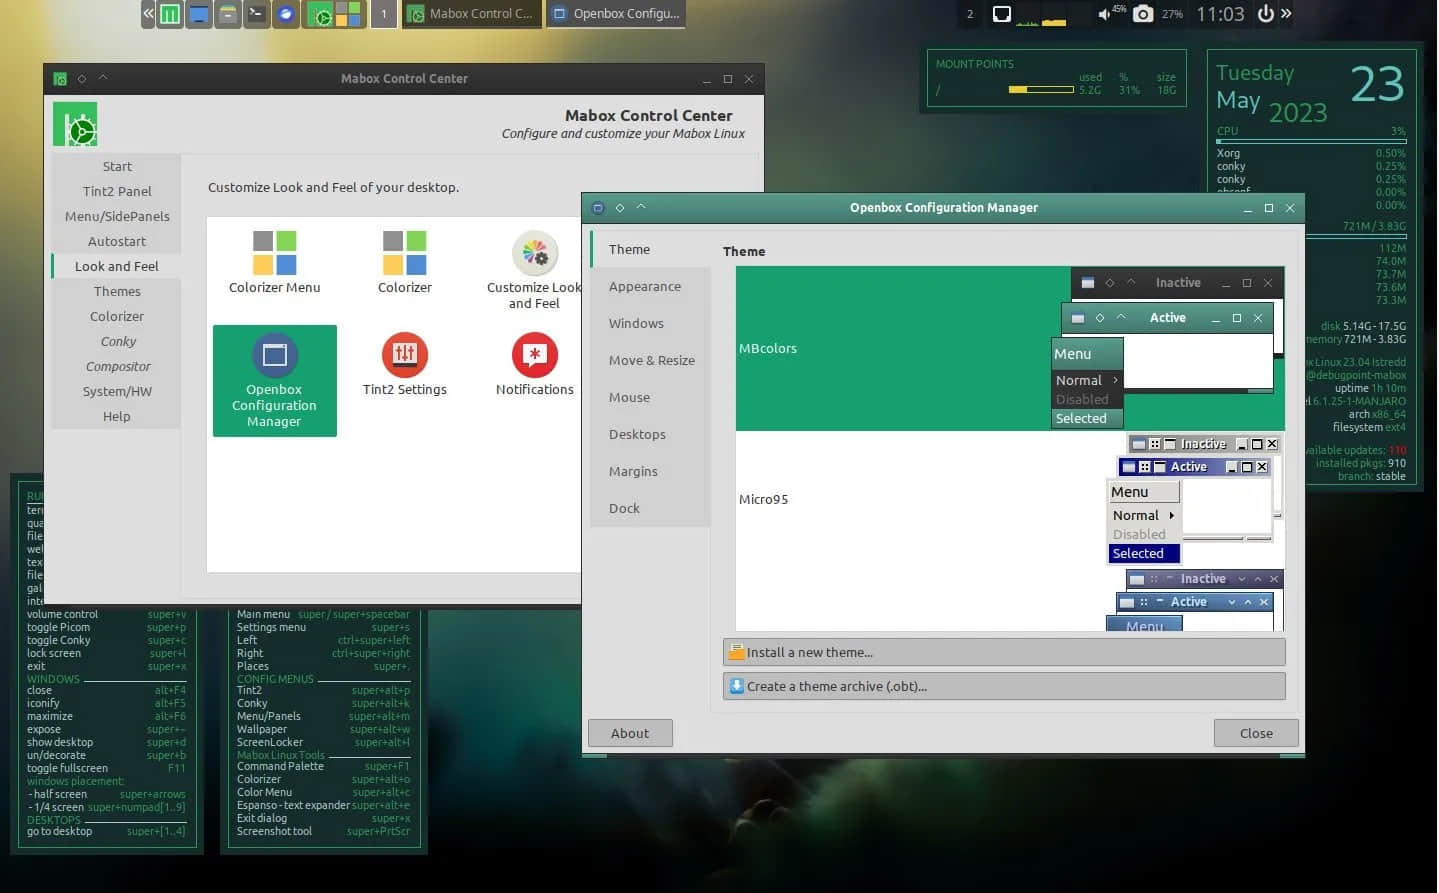 1
Mabox Control C...
Openbox Configu...
2
45%
27%
11:03
Mabox Control Center
Mabox Control Center
Configure and customize your Mabox Linux
Start
Tint2 Panel
Menu/SidePanels
Autostart
Look and Feel
Themes
Colorizer
Conky
Compositor
System/HW
Help
Customize Look and Feel of your desktop.
Colorizer Menu
Colorizer
Customize Look
and Feel
Openbox
Configuration
Manager
Tint2 Settings
Notifications
Openbox Configuration Manager
Theme
Appearance
Windows
Move & Resize
Mouse
Desktops
Margins
Dock
Theme
MBcolors
Inactive
Active
Menu
Normal
Disabled
Selected
Micro95
Inactive
Active
Menu
Normal
Disabled
Selected
Inactive
Active
Menu
Install a new theme...
Create a theme archive (.obt)...
About
Close
MOUNT POINTS
used % size
/ 5.2G 31% 18G
Tuesday
May 2023
23
CPU 3%
Xorg 0.50%
conky 0.25%
conky 0.25%
0.00%
0.00%
721M / 3.83G
112M
74.0M
73.7M
73.6M
73.3M
disk 5.14G - 17.5G
memory 721M - 3.83G
Linux 23.04 Istredd
@debugpoint-mabox
uptime 1h 10m
6.1.25-1-MANJARO
arch x86_64
filesystem ext4
updates: 110
installed pkgs: 910
branch: stable
volume control super+v
toggle Picom super+p
toggle Conky super+c
lock screen super+l
exit super+x
WINDOWS
close alt+F4
iconify alt+F5
maximize alt+F6
expose super+~
show desktop super+d
un/decorate super+b
toggle fullscreen F11
windows placement:
- half screen super+arrows
- 1/4 screen super+numpad[1..9]
DESKTOPS
go to desktop super+[1..4]
Main menu super / super+spacebar
Settings menu super+s
Left ctrl+super+left
Right ctrl+super+right
Places super+.
CONFIG MENUS
Tint2 super+alt+p
Conky super+alt+k
Menu/Panels super+alt+m
Wallpaper super+alt+w
ScreenLocker super+alt+l
Mabox Linux Tools
Command Palette super+F1
Colorizer super+alt+o
Color Menu super+alt+c
Espanso - text expander super+alt+e
Exit dialog super+x
Screenshot tool super+PrtScr